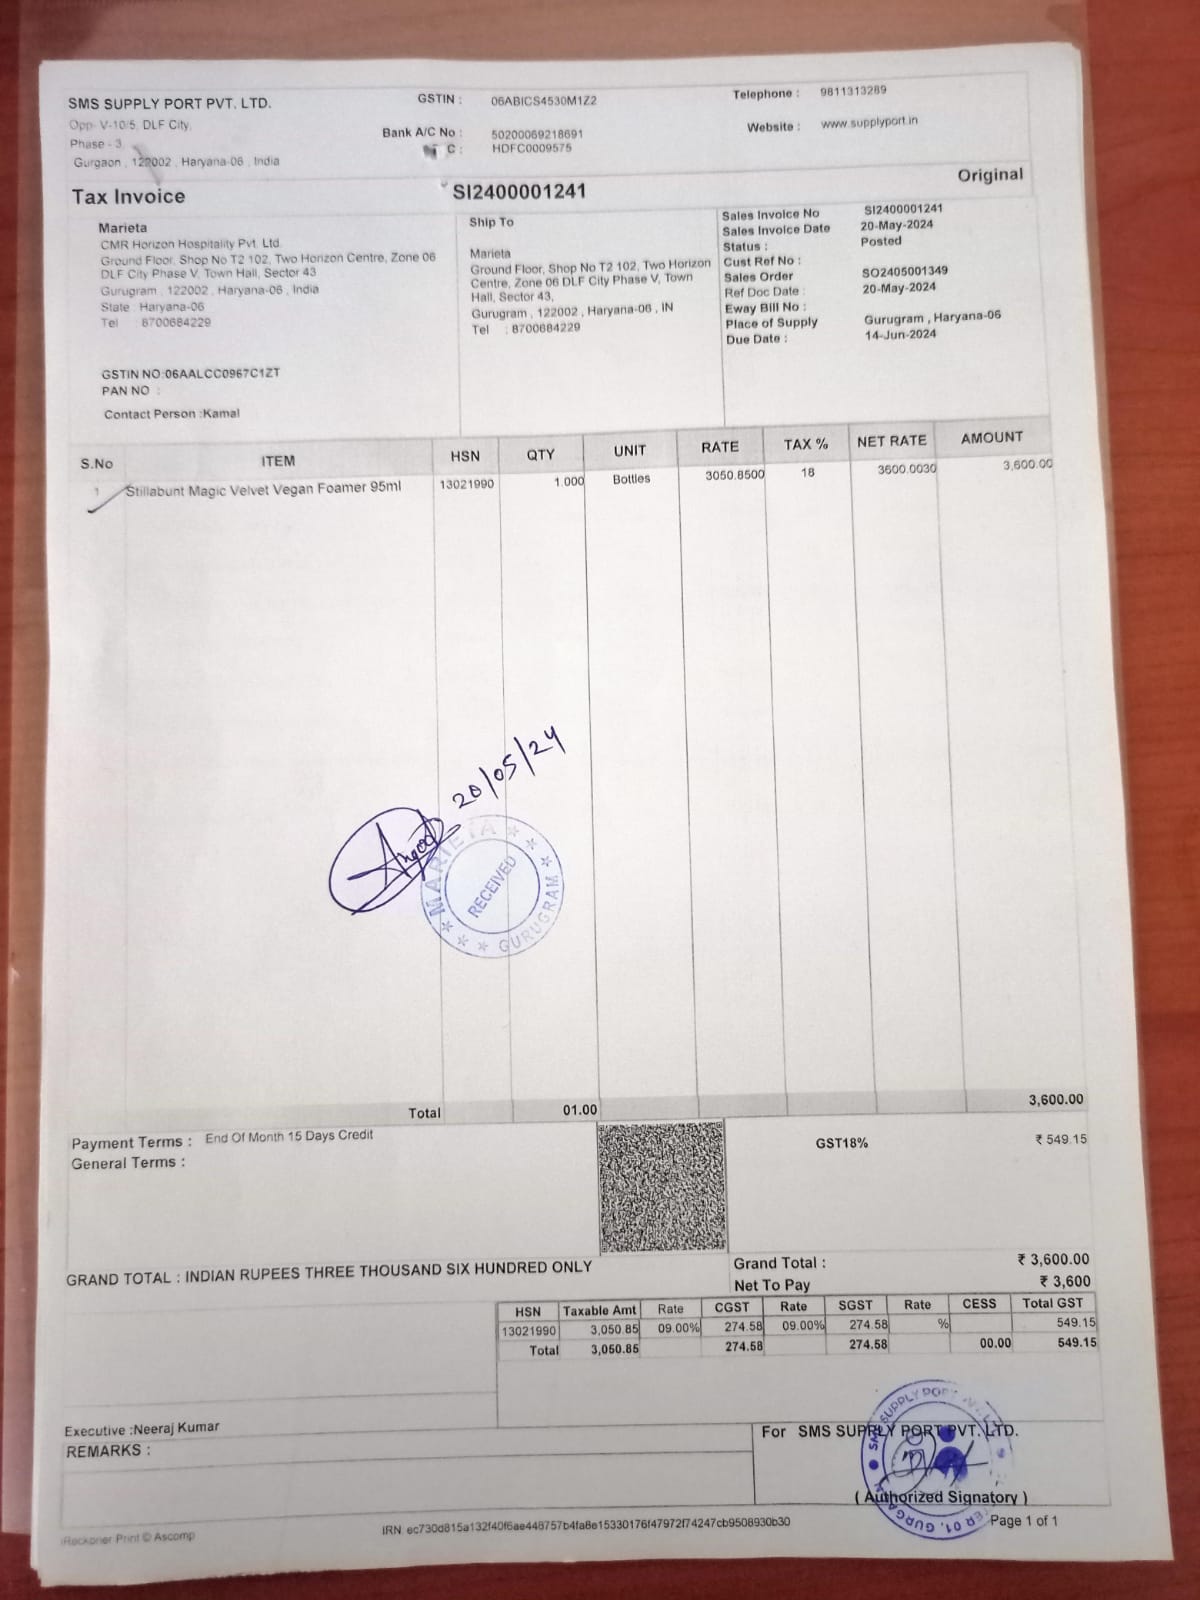 SMS SUPPLY PORT PVT. LTD.
Opp- V-10/5, DLF City,
Phase - 3
Gurgaon , 122002 , Haryana-06 , India
GSTIN : 06ABICS4530M1Z2
Bank A/C No : 50200069218691
C : HDFC0009575
Telephone : 9811313289
Website : www.supplyport.in
Original
Tax Invoice
SI2400001241
Marieta
CMR Horizon Hospitality Pvt. Ltd.
Ground Floor, Shop No T2 102, Two Horizon Centre, Zone 06
DLF City Phase V, Town Hall, Sector 43
Gurugram , 122002 , Haryana-06 , India
State : Haryana-06
Tel : 8700684229
GSTIN NO:06AALCC0967C1ZT
PAN NO :
Contact Person :Kamal
Ship To
Marieta
Ground Floor, Shop No T2 102, Two Horizon
Centre, Zone 06 DLF City Phase V, Town
Hall, Sector 43,
Gurugram , 122002 , Haryana-06 , IN
Tel : 8700684229
Sales Invoice No SI2400001241
Sales Invoice Date 20-May-2024
Status : Posted
Cust Ref No :
Sales Order SO2405001349
Ref Doc Date : 20-May-2024
Eway Bill No :
Place of Supply Gurugram , Haryana-06
Due Date : 14-Jun-2024
S.No ITEM HSN QTY UNIT RATE TAX % NET RATE AMOUNT
1 Stillabunt Magic Velvet Vegan Foamer 95ml 13021990 1.000 Bottles 3050.8500 18 3600.0030 3,600.00
20/05/24
MARIETA
RECEIVED
GURUGRAM
Total 01.00 3,600.00
Payment Terms : End Of Month 15 Days Credit
General Terms :
GST18% ₹ 549.15
GRAND TOTAL : INDIAN RUPEES THREE THOUSAND SIX HUNDRED ONLY
Grand Total : ₹ 3,600.00
Net To Pay ₹ 3,600
HSN Taxable Amt Rate CGST Rate SGST Rate CESS Total GST
13021990 3,050.85 09.00% 274.58 09.00% 274.58 % 549.15
Total 3,050.85 274.58 274.58 00.00 549.15
Executive :Neeraj Kumar
REMARKS :
For SMS SUPPLY PORT PVT. LTD.
SMS SUPPLY PORT
( Authorized Signatory )
iReckoner Print © Ascomp
IRN: ec730d815a132f40f6ae448757b4fa8e15330176f47972f74247cb9508930b30
Page 1 of 1